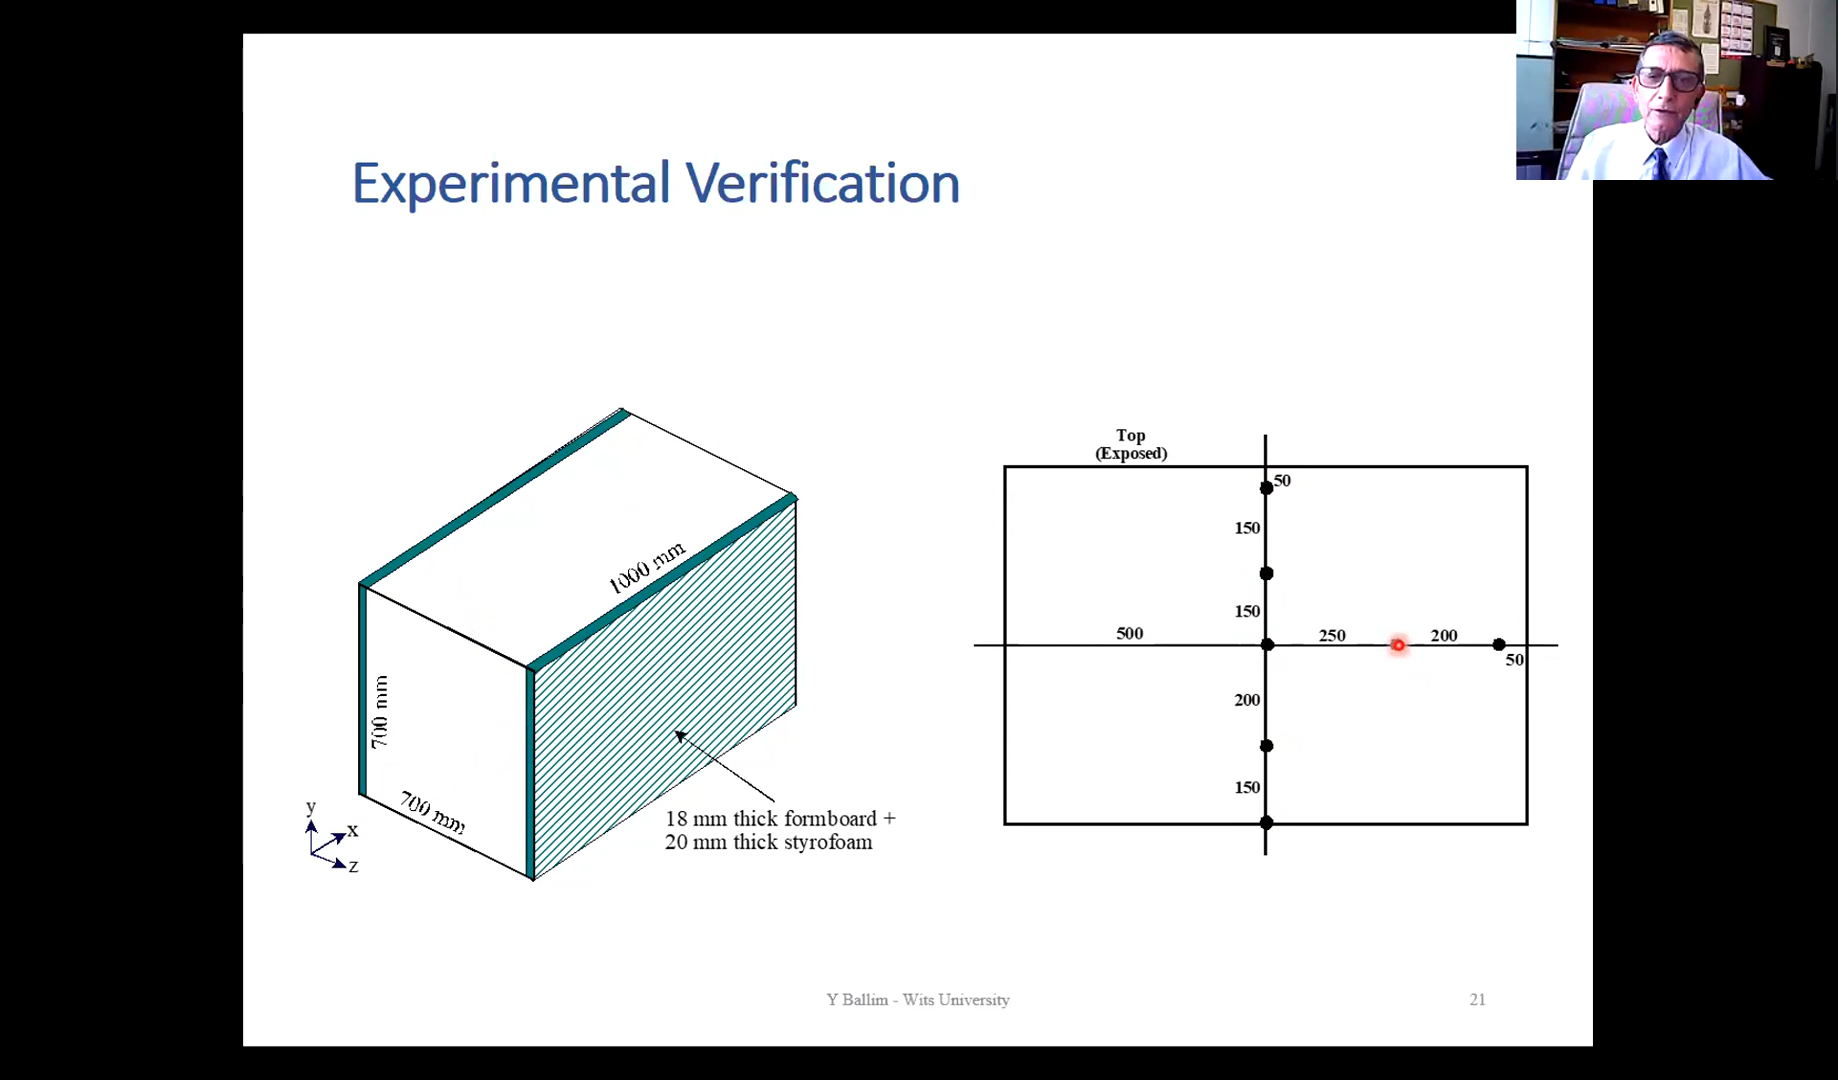 Experimental Verification
1000 mm
700 mm
700 mm
y
x
z
18 mm thick formboard +
20 mm thick styrofoam
Top
(Exposed)
50
150
150
500
250
200
50
200
150
Y Ballim - Wits University
21